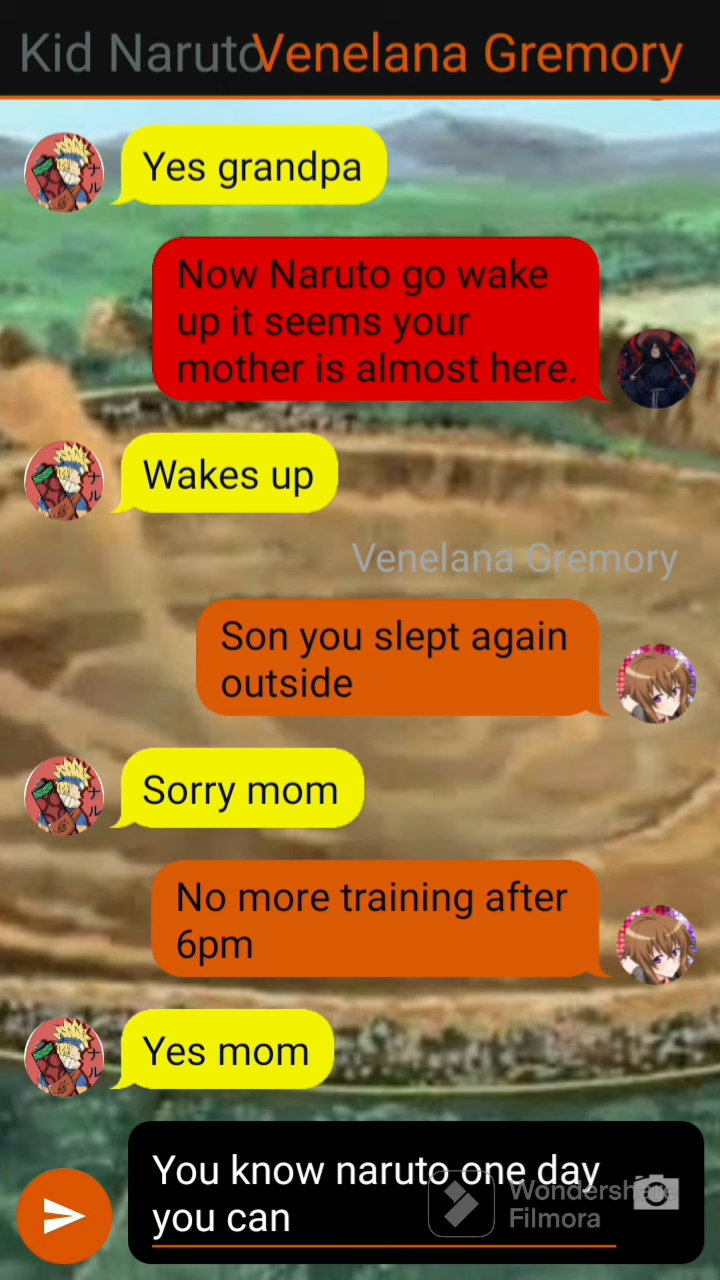 Kid Naruto Venelana Gremory
Yes grandpa
Now Naruto go wake
up it seems your
mother is almost here.
Wakes up
Venelana Gremory
Son you slept again
outside
Sorry mom
No more training after
6pm
Yes mom
You know naruto one day
you can
Wondershare
Filmora